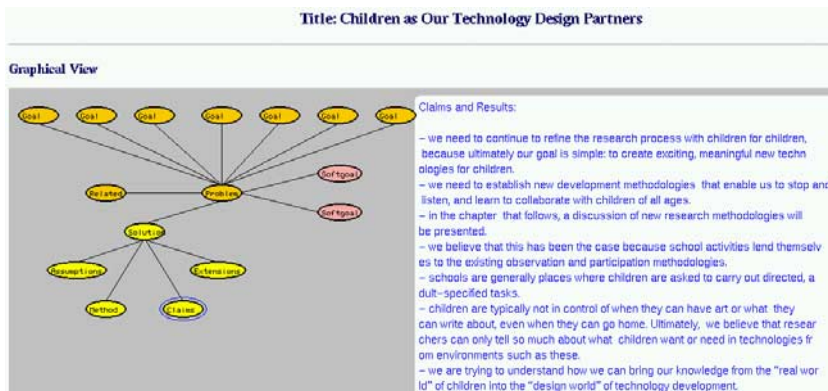 Title: Children as Our Technology Design Partners
Graphical View
Goal Goal Goal Goal Goal Goal Goal
Softgoal
Related Problem
Softgoal
Solution
Assumptions Extensions
Method Claims
Claims and Results:
- we need to continue to refine the research process with children for children,
because ultimately our goal is simple: to create exciting, meaningful new techn
ologies for children.
- we need to establish new development methodologies that enable us to stop and
listen, and learn to collaborate with children of all ages.
- in the chapter that follows, a discussion of new research methodologies will
be presented.
- we believe that this has been the case because school activities lend themselv
es to the existing observation and participation methodologies.
- schools are generally places where children are asked to carry out directed, a
dult-specified tasks.
- children are typically not in control of when they can have art or what they
can write about, even when they can go home. Ultimately, we believe that resear
chers can only tell so much about what children want or need in technologies fr
om environments such as these.
- we are trying to understand how we can bring our knowledge from the "real wor
ld" of children into the "design world" of technology development.